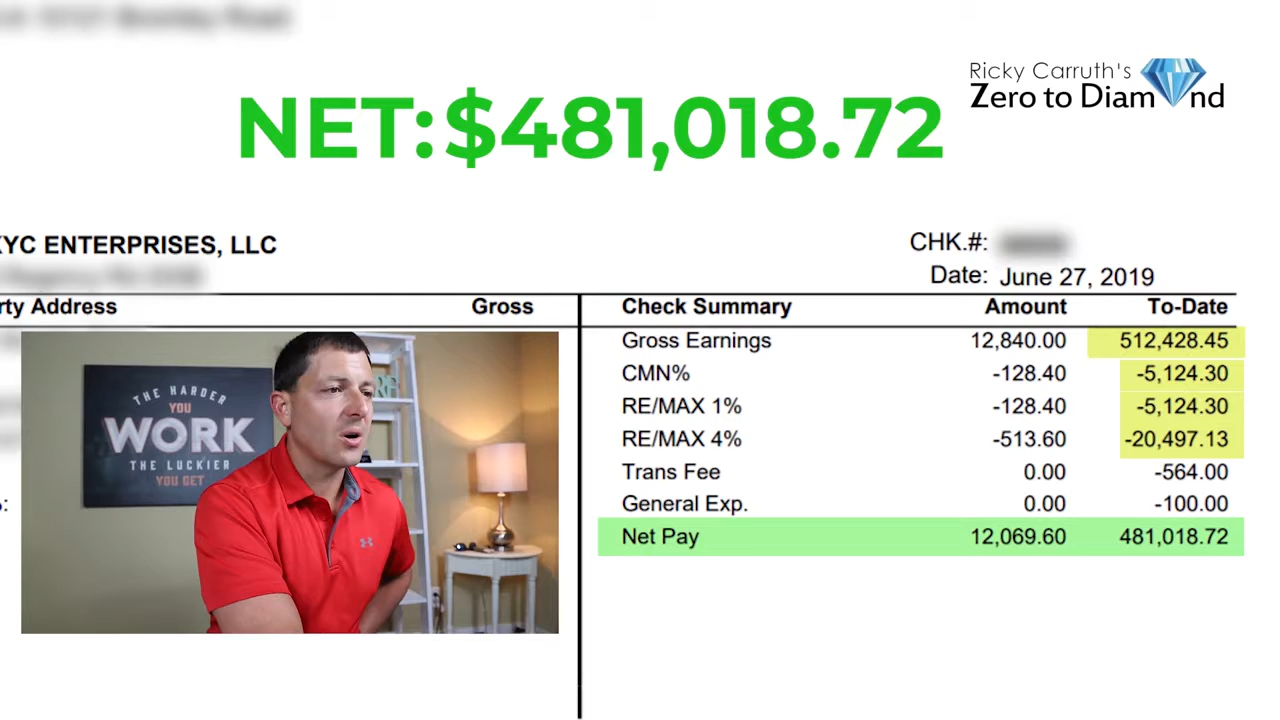 Ricky Carruth's
Zero to Diam nd
NET: $481,018.72
YC ENTERPRISES, LLC
CHK.#:
Date: June 27, 2019
rty Address Gross
Check Summary Amount To-Date
Gross Earnings 12,840.00 512,428.45
CMN% -128.40 -5,124.30
RE/MAX 1% -128.40 -5,124.30
RE/MAX 4% -513.60 -20,497.13
Trans Fee 0.00 -564.00
General Exp. 0.00 -100.00
Net Pay 12,069.60 481,018.72
THE HARDER
YOU
WORK
THE LUCKIER
YOU GET